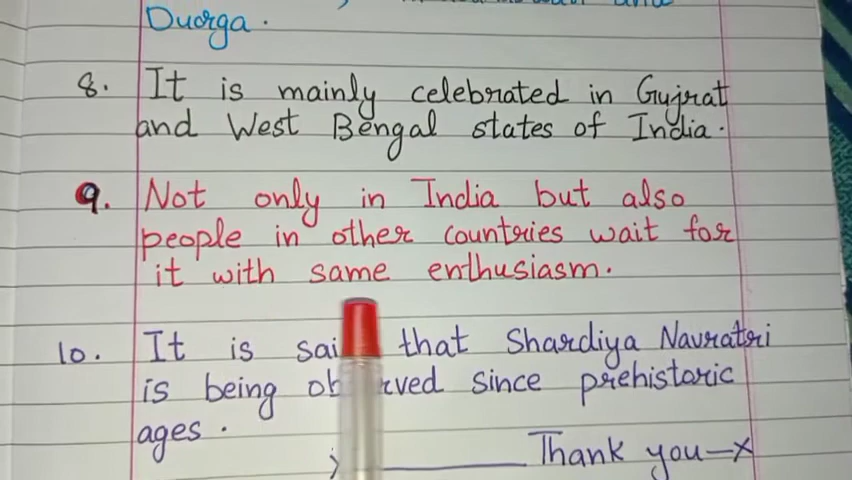 and
Duorga.
8. It is mainly celebrated in Gujrat
and West Bengal states of India.
9. Not only in India but also
people in other countries wait for
it with same enthusiasm.
10. It is that Shardiya Navratri
is being since prehistoric
ages.
Thank you-x